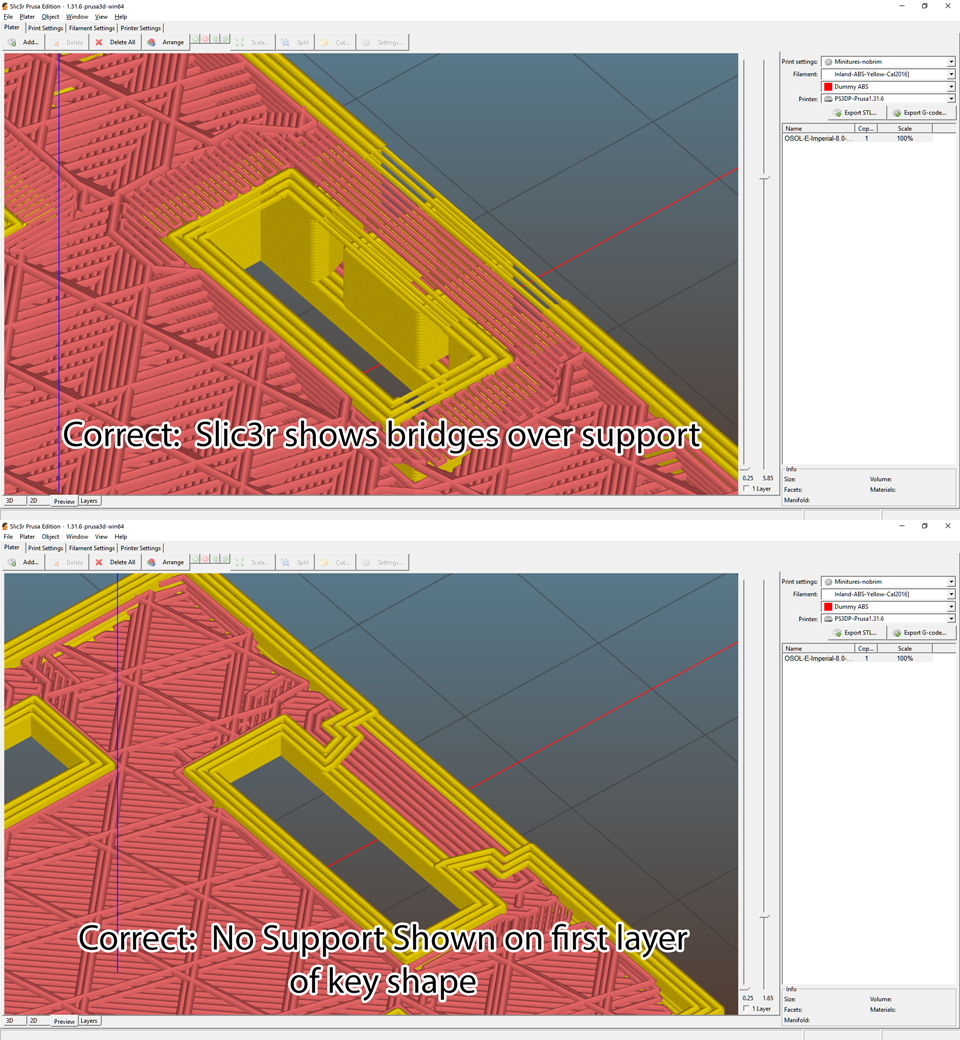 Slic3r Prusa Edition - 1.31.6-prusa3d-win64
File Plater Object Window View Help
Plater Print Settings Filament Settings Printer Settings
Add... Delete Delete All Arrange Scale... Split Cut... Settings...
Print settings: Minitures-nobrim
Filament: Inland-ABS-Yellow-Cal2016]
Dummy ABS
Printer: PS3DP-Prusa1.31.6
Export STL... Export G-code...
Name Cop... Scale
OSOL-E-Imperial-8.0-... 1 100%
Correct: Slic3r shows bridges over support
Info
0.25 5.85
Size: Volume:
1 Layer
Facets: Materials:
Manifold:
3D 2D Preview Layers
Slic3r Prusa Edition - 1.31.6-prusa3d-win64
File Plater Object Window View Help
Plater Print Settings Filament Settings Printer Settings
Add... Delete Delete All Arrange Scale... Split Cut... Settings...
Print settings: Minitures-nobrim
Filament: Inland-ABS-Yellow-Cal2016]
Dummy ABS
Printer: PS3DP-Prusa1.31.6
Export STL... Export G-code...
Name Cop... Scale
OSOL-E-Imperial-8.0-... 1 100%
Correct: No Support Shown on first layer
of key shape
Info
0.25 1.65
Size: Volume:
1 Layer
Facets: Materials:
Manifold:
3D 2D Preview Layers